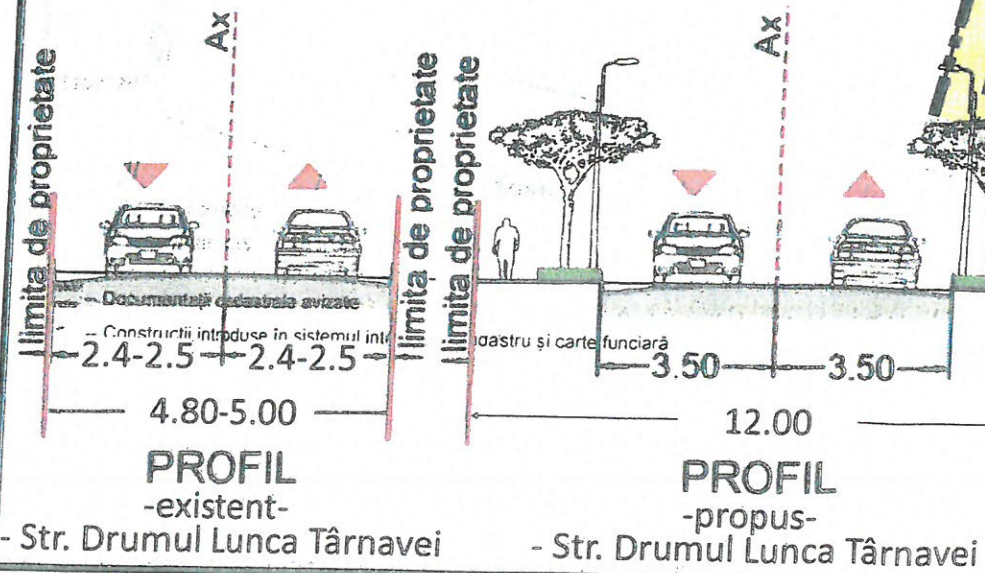 limita de proprietate
Ax
limita de proprietate
– Documentații cadastrale avizate
– Construcții introduse în sistemul
2.4-2.5
2.4-2.5
4.80-5.00
PROFIL
-existent-
- Str. Drumul Lunca Târnavei
limita de proprietate
Ax
și carte funciară
3.50
3.50
12.00
PROFIL
-propus-
- Str. Drumul Lunca Târnavei